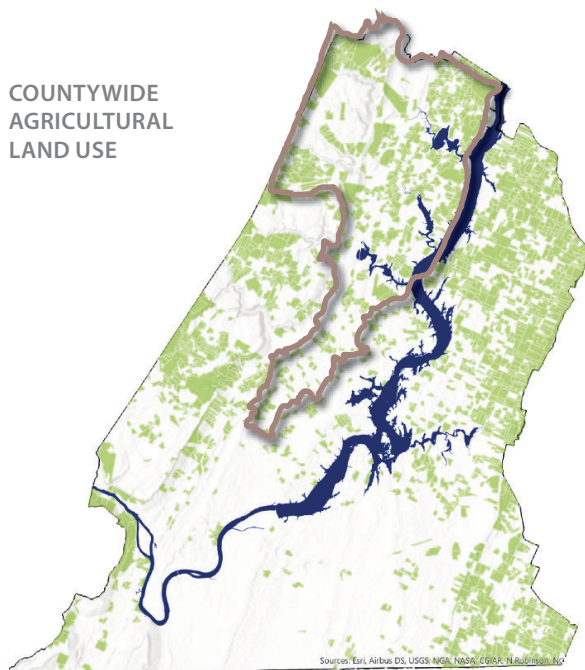 COUNTYWIDE
AGRICULTURAL
LAND USE
Sources: Esri, Airbus DS, USGS, NGA, NASA, CGIAR, N Robinson, NC